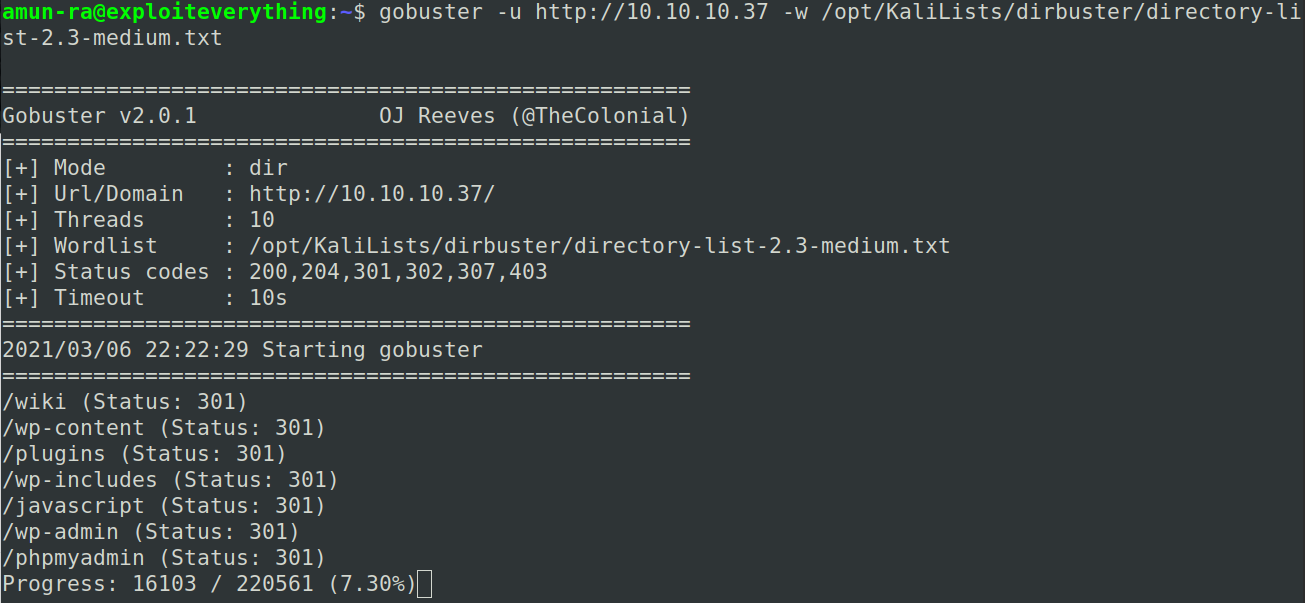 amun-ra@exploiteverything:~$ gobuster -u http://10.10.10.37 -w /opt/KaliLists/dirbuster/directory-li
st-2.3-medium.txt
=====================================================
Gobuster v2.0.1              OJ Reeves (@TheColonial)
=====================================================
[+] Mode         : dir
[+] Url/Domain   : http://10.10.10.37/
[+] Threads      : 10
[+] Wordlist     : /opt/KaliLists/dirbuster/directory-list-2.3-medium.txt
[+] Status codes : 200,204,301,302,307,403
[+] Timeout      : 10s
=====================================================
2021/03/06 22:22:29 Starting gobuster
=====================================================
/wiki (Status: 301)
/wp-content (Status: 301)
/plugins (Status: 301)
/wp-includes (Status: 301)
/javascript (Status: 301)
/wp-admin (Status: 301)
/phpmyadmin (Status: 301)
Progress: 16103 / 220561 (7.30%)